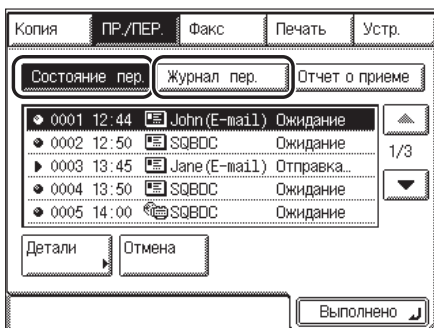 Копия ПР./ПЕР. Факс Печать Устр.
Состояние пер. Журнал пер. Отчет о приеме
0001 12:44 John(E-mail) Ожидание
0002 12:50 SQBDC Ожидание
1/3
0003 13:45 Jane(E-mail) Отправка...
0004 13:50 SQBDC Ожидание
0005 14:00 SQBDC Ожидание
Детали Отмена
Выполнено